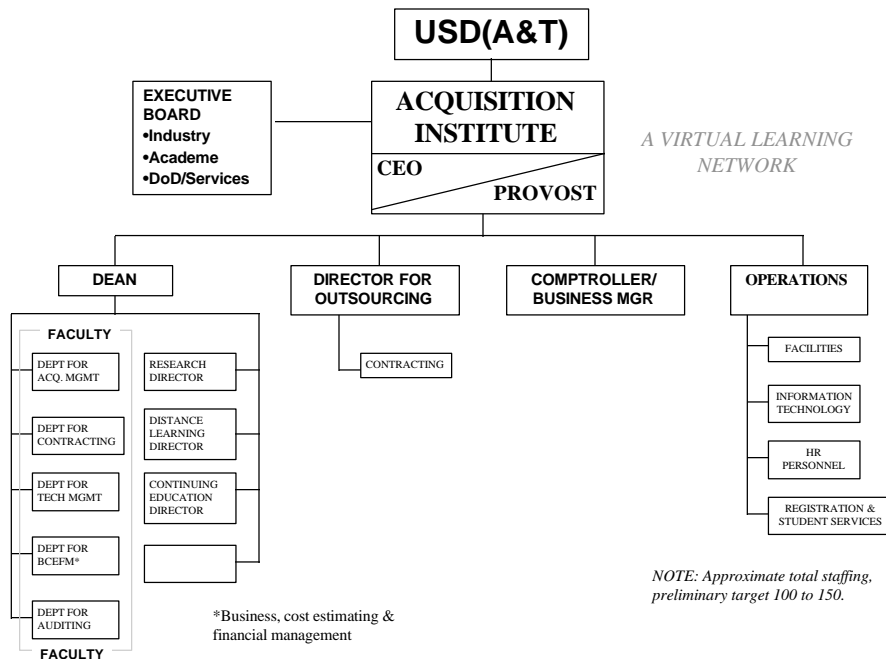 USD(A&T)
EXECUTIVE
BOARD
•Industry
•Academe
•DoD/Services
ACQUISITION
INSTITUTE
CEO
PROVOST
A VIRTUAL LEARNING
NETWORK
DEAN
DIRECTOR FOR
OUTSOURCING
COMPTROLLER/
BUSINESS MGR
OPERATIONS
FACULTY
DEPT FOR
ACQ. MGMT
DEPT FOR
CONTRACTING
DEPT FOR
TECH MGMT
DEPT FOR
BCEFM*
DEPT FOR
AUDITING
FACULTY
RESEARCH
DIRECTOR
DISTANCE
LEARNING
DIRECTOR
CONTINUING
EDUCATION
DIRECTOR
CONTRACTING
FACILITIES
INFORMATION
TECHNOLOGY
HR
PERSONNEL
REGISTRATION &
STUDENT SERVICES
*Business, cost estimating &
financial management
NOTE: Approximate total staffing,
preliminary target 100 to 150.